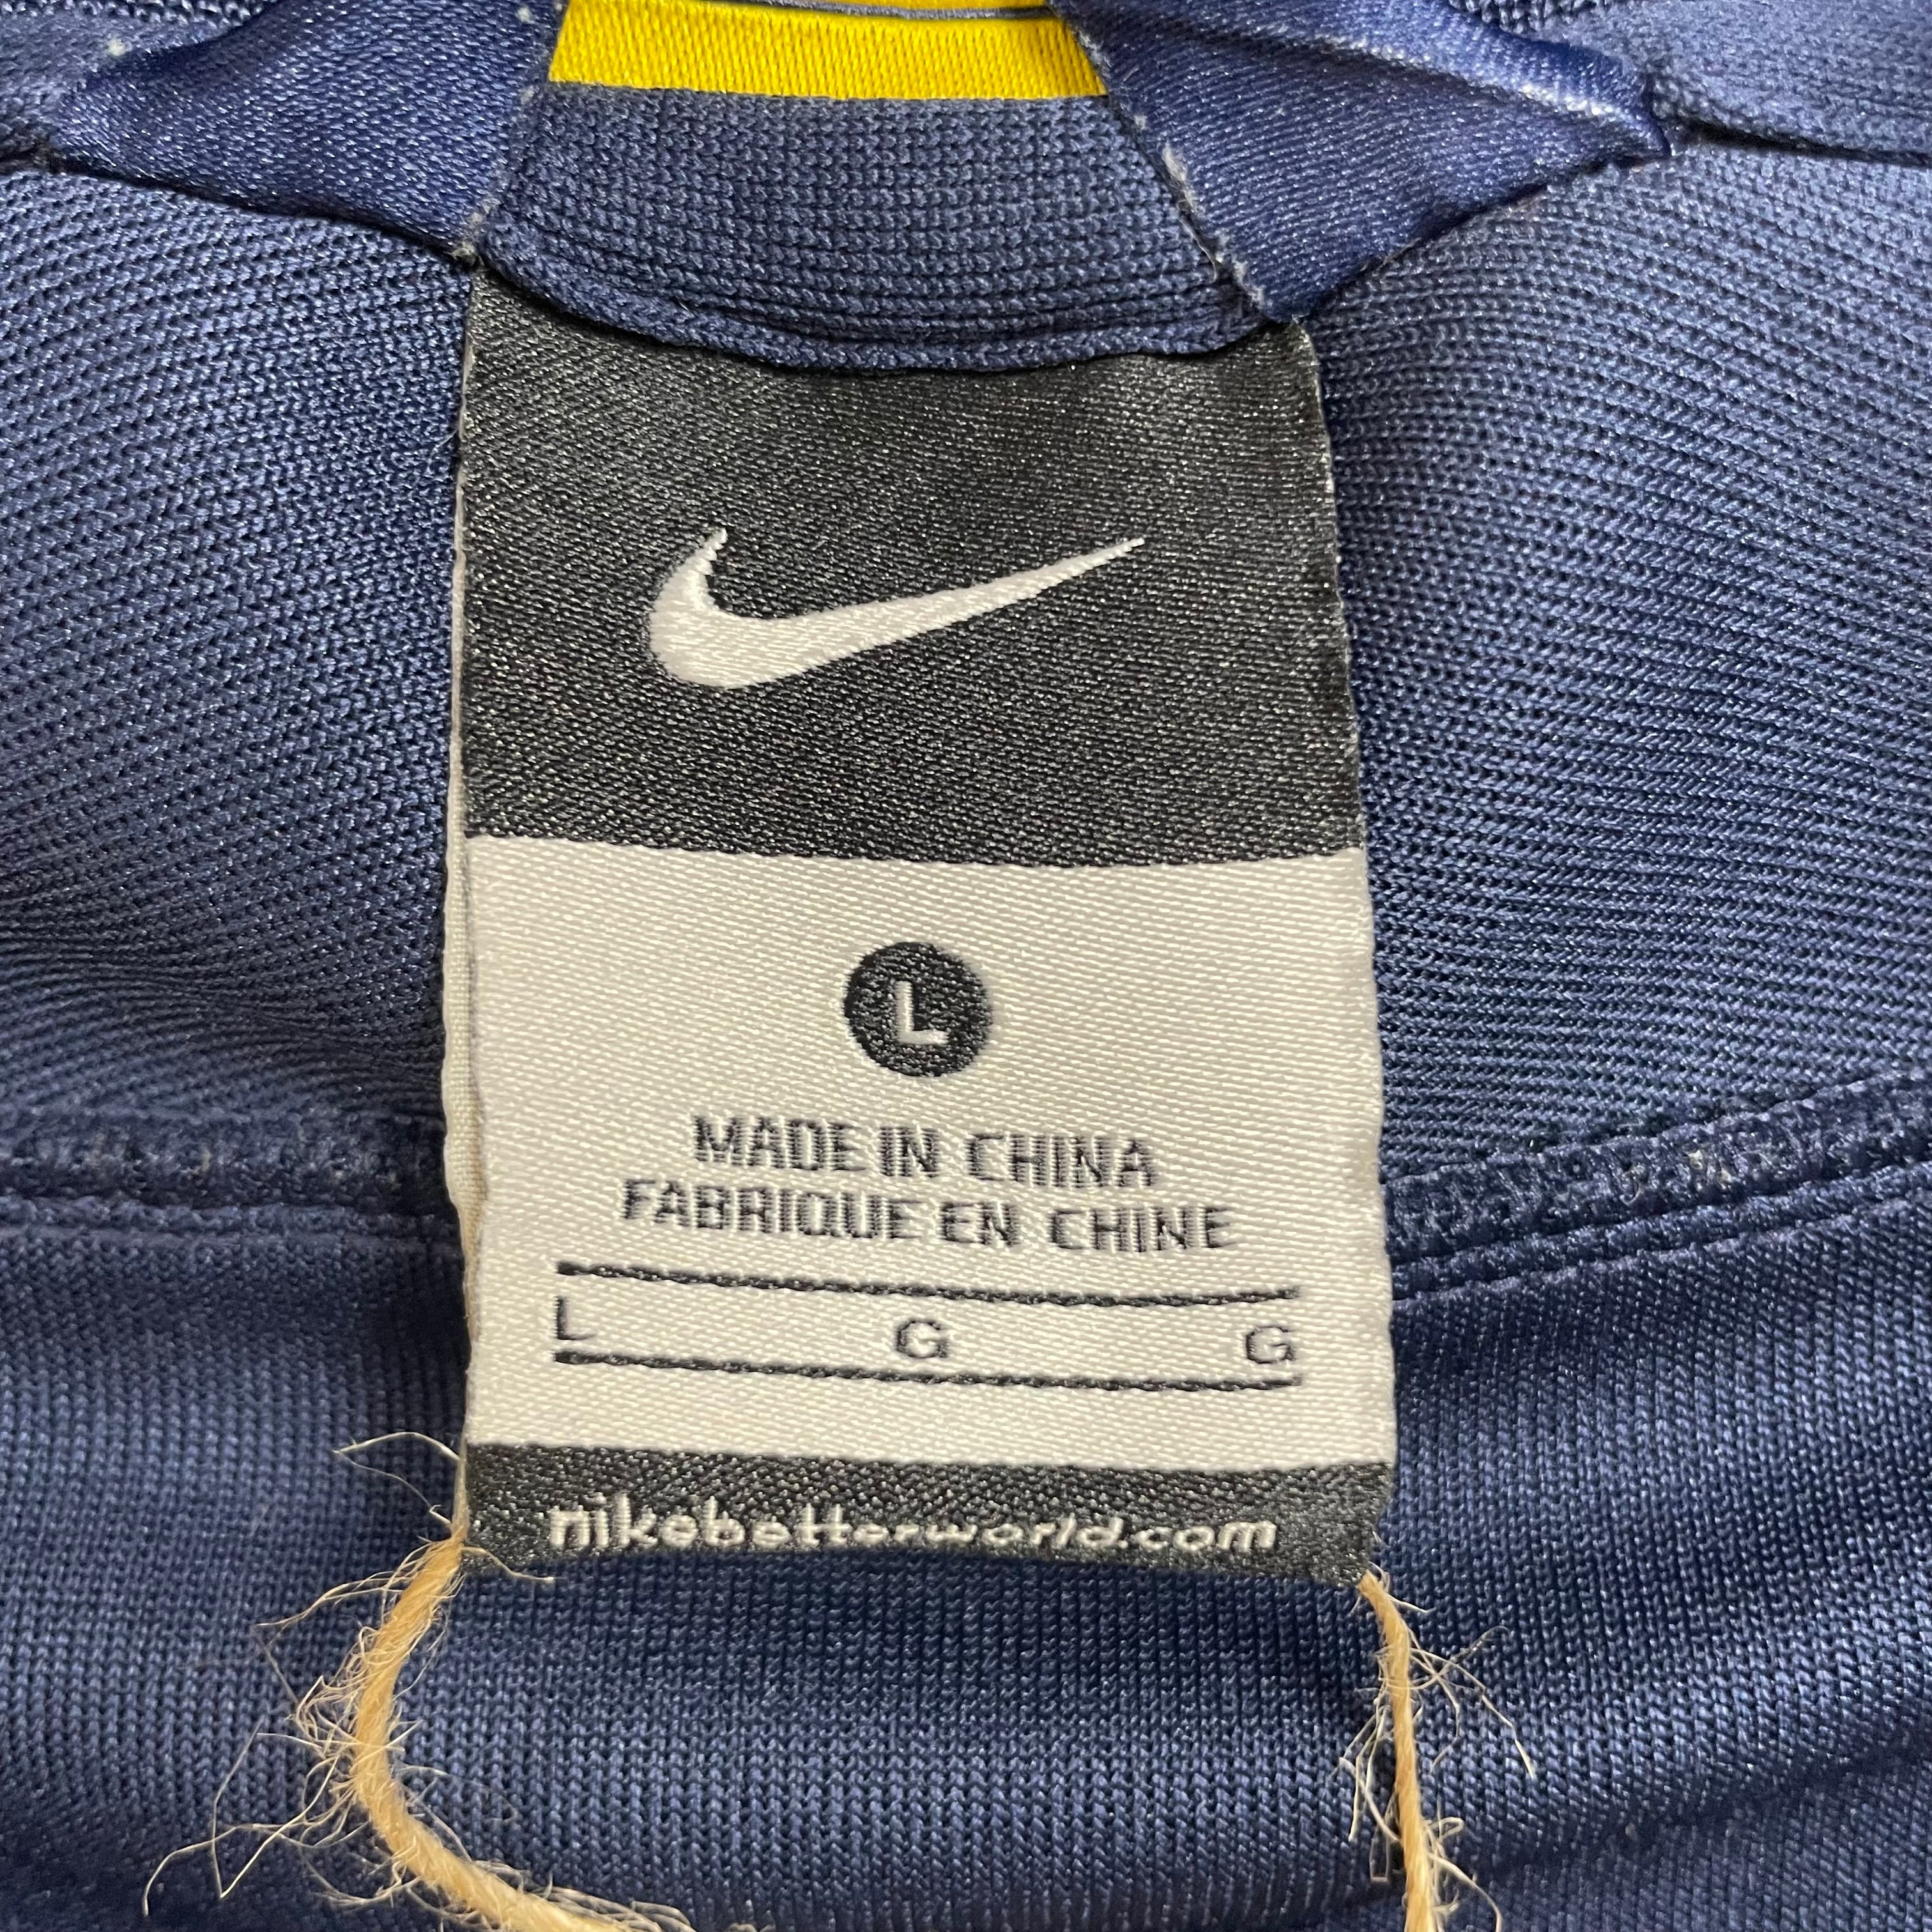 L
MADE IN CHINA
FABRIQUE EN CHINE
L G G
nikebetterworld.com